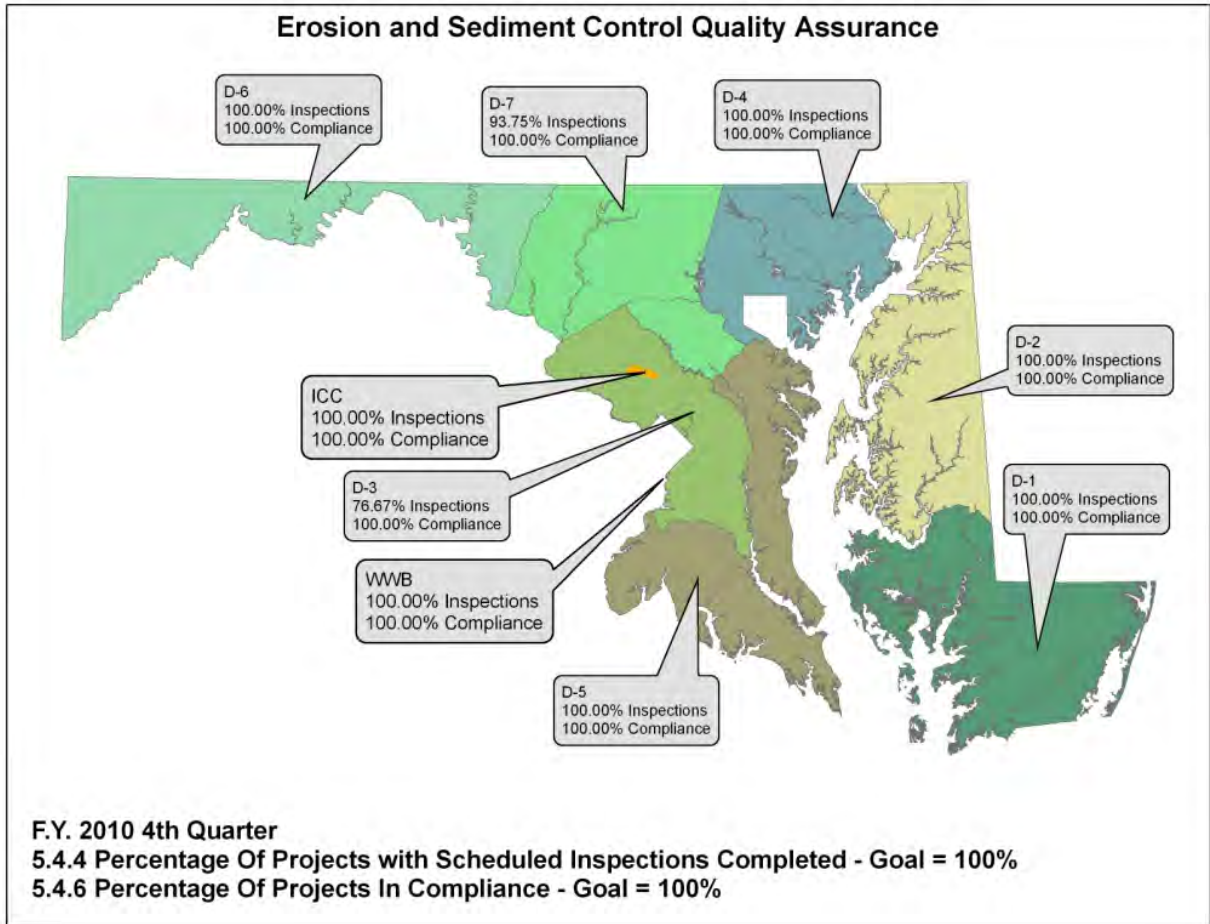 Erosion and Sediment Control Quality Assurance
D-6
100.00% Inspections
100.00% Compliance
D-7
93.75% Inspections
100.00% Compliance
D-4
100.00% Inspections
100.00% Compliance
D-2
100.00% Inspections
100.00% Compliance
ICC
100.00% Inspections
100.00% Compliance
D-3
76.67% Inspections
100.00% Compliance
D-1
100.00% Inspections
100.00% Compliance
WWB
100.00% Inspections
100.00% Compliance
D-5
100.00% Inspections
100.00% Compliance
F.Y. 2010 4th Quarter
5.4.4 Percentage Of Projects with Scheduled Inspections Completed - Goal = 100%
5.4.6 Percentage Of Projects In Compliance - Goal = 100%